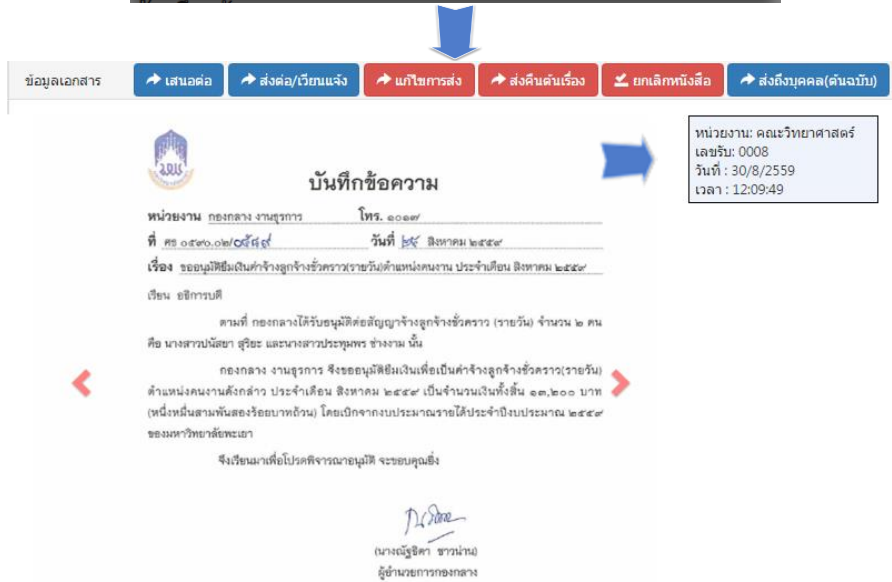 ข้อมูลเอกสาร
เสนอต่อ
ส่งต่อ/เวียนแจ้ง
แก้ไขการส่ง
ส่งคืนต้นเรื่อง
ยกเลิกหนังสือ
ส่งถึงบุคคล(ต้นฉบับ)
หน่วยงาน: คณะวิทยาศาสตร์
เลขรับ: 0008
วันที่ : 30/8/2559
เวลา : 12:09:49
บันทึกข้อความ
หน่วยงาน กองกลาง งานธุรการ โทร. ๑๐๑๙
ที่ ศธ ๐๕๙๐.๐๒/ วันที่ สิงหาคม ๒๕๕๙
เรื่อง ขออนุมัติยืมเงินค่าจ้างลูกจ้างชั่วคราว(รายวัน)ตำแหน่งคนงาน ประจำเดือน สิงหาคม ๒๕๕๙
เรียน อธิการบดี
ตามที่ กองกลางได้รับอนุมัติต่อสัญญาจ้างลูกจ้างชั่วคราว (รายวัน) จำนวน ๒ คน
คือ นางสาวปนัสยา สุริยะ และนางสาวประทุมพร ช่างงาม นั้น
กองกลาง งานธุรการ จึงขออนุมัติยืมเงินเพื่อเป็นค่าจ้างลูกจ้างชั่วคราว(รายวัน)
ตำแหน่งคนงานดังกล่าว ประจำเดือน สิงหาคม ๒๕๕๙ เป็นจำนวนเงินทั้งสิ้น ๑๓,๒๐๐ บาท
(หนึ่งหมื่นสามพันสองร้อยบาทถ้วน) โดยเบิกจากงบประมาณรายได้ประจำปีงบประมาณ ๒๕๕๙
ของมหาวิทยาลัยพะเยา
จึงเรียนมาเพื่อโปรดพิจารณาอนุมัติ จะขอบคุณยิ่ง
(นางณัฐธิดา ชาวน่าน)
ผู้อำนวยการกองกลาง